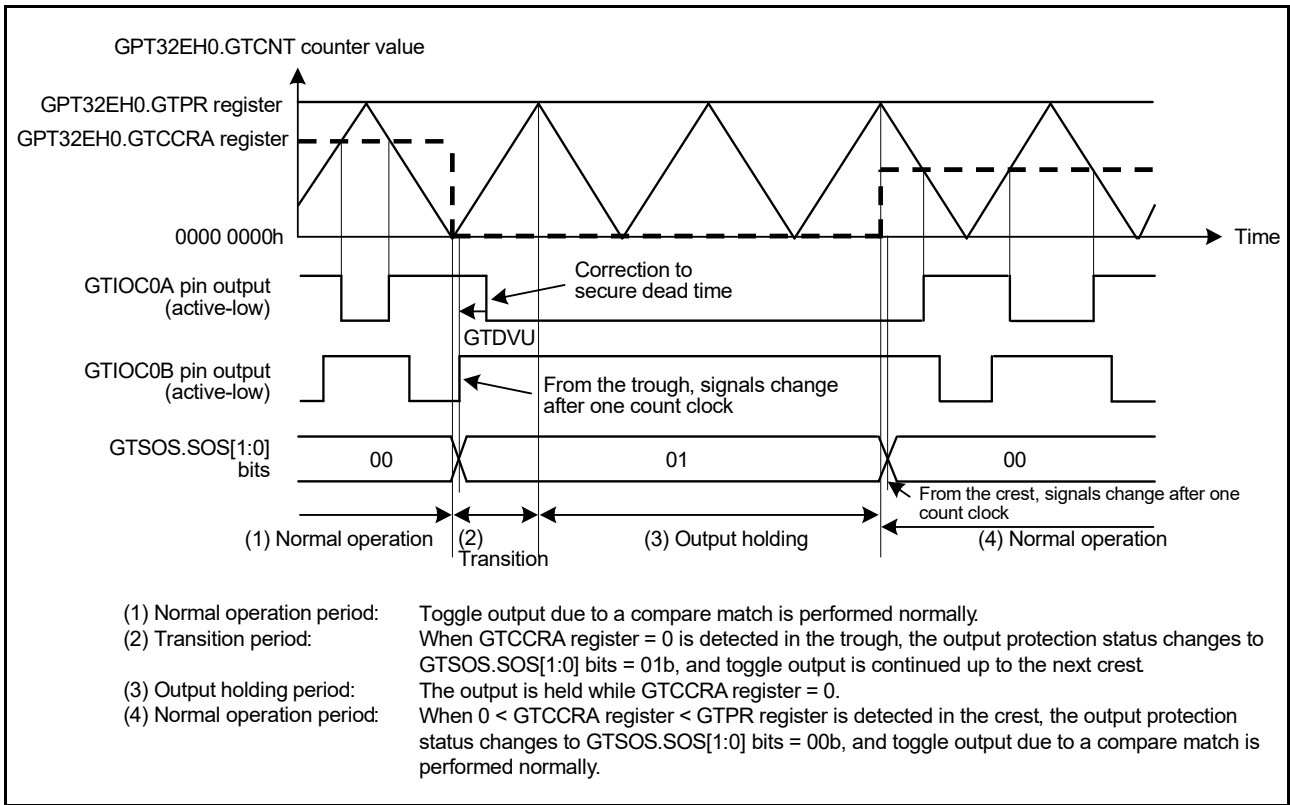 GPT32EH0.GTCNT counter value
GPT32EH0.GTPR register
GPT32EH0.GTCCRA register
0000 0000h
Time
GTIOC0A pin output
(active-low)
Correction to
secure dead time
GTDVU
GTIOC0B pin output
(active-low)
From the trough, signals change
after one count clock
GTSOS.SOS[1:0]
bits
00
01
00
From the crest, signals change after one
count clock
(1) Normal operation
(2)
Transition
(3) Output holding
(4) Normal operation
(1) Normal operation period: Toggle output due to a compare match is performed normally.
(2) Transition period: When GTCCRA register = 0 is detected in the trough, the output protection status changes to
GTSOS.SOS[1:0] bits = 01b, and toggle output is continued up to the next crest.
(3) Output holding period: The output is held while GTCCRA register = 0.
(4) Normal operation period: When 0 < GTCCRA register < GTPR register is detected in the crest, the output protection
status changes to GTSOS.SOS[1:0] bits = 00b, and toggle output due to a compare match is
performed normally.